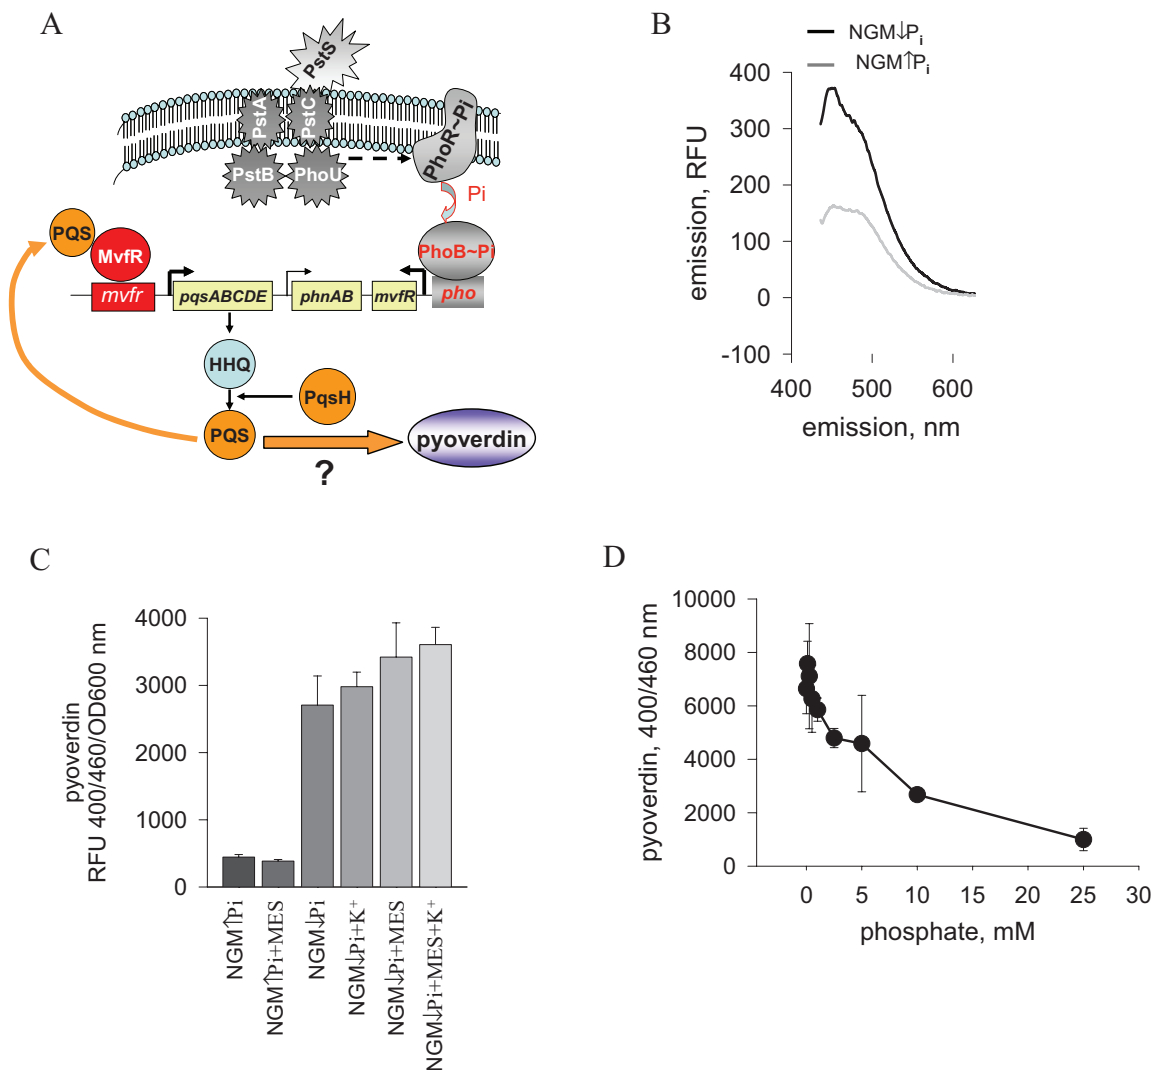 A
PstS
PstA
PstC
PstB
PhoU
PhoR~Pi
Pi
PQS
MvfR
PhoB~Pi
mvfr
pqsABCDE
phnAB
mvfR
pho
HHQ
PqsH
PQS
pyoverdin
?
B
NGM↓Pi
NGM↑Pi
400
300
200
100
0
-100
emission, RFU
400
500
600
emission, nm
C
4000
3000
2000
1000
0
pyoverdin
RFU 400/460/OD600 nm
NGM↑Pi
NGM↑Pi+MES
NGM↓Pi
NGM↓Pi+K⁺
NGM↓Pi+MES
NGM↓Pi+MES+K⁺
D
10000
8000
6000
4000
2000
0
pyoverdin, 400/460 nm
0
5
10
15
20
25
30
phosphate, mM